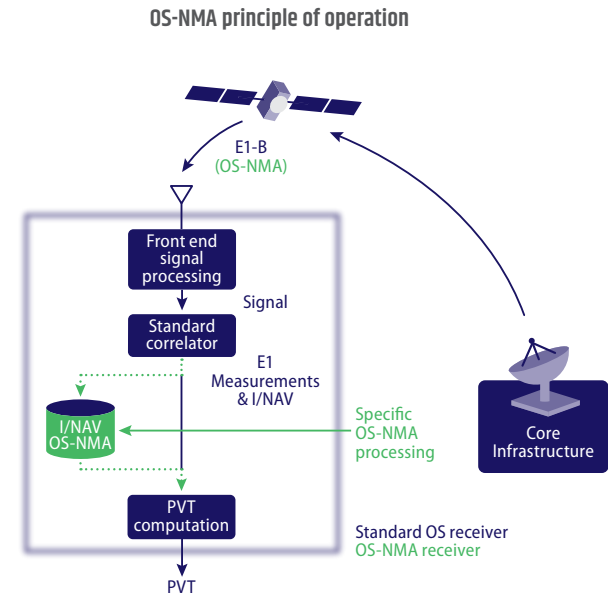 OS-NMA principle of operation
E1-B
(OS-NMA)
Front end
signal
processing
Signal
Standard
correlator
E1
Measurements
& I/NAV
I/NAV
OS-NMA
Specific
OS-NMA
processing
Core
Infrastructure
PVT
computation
Standard OS receiver
OS-NMA receiver
PVT